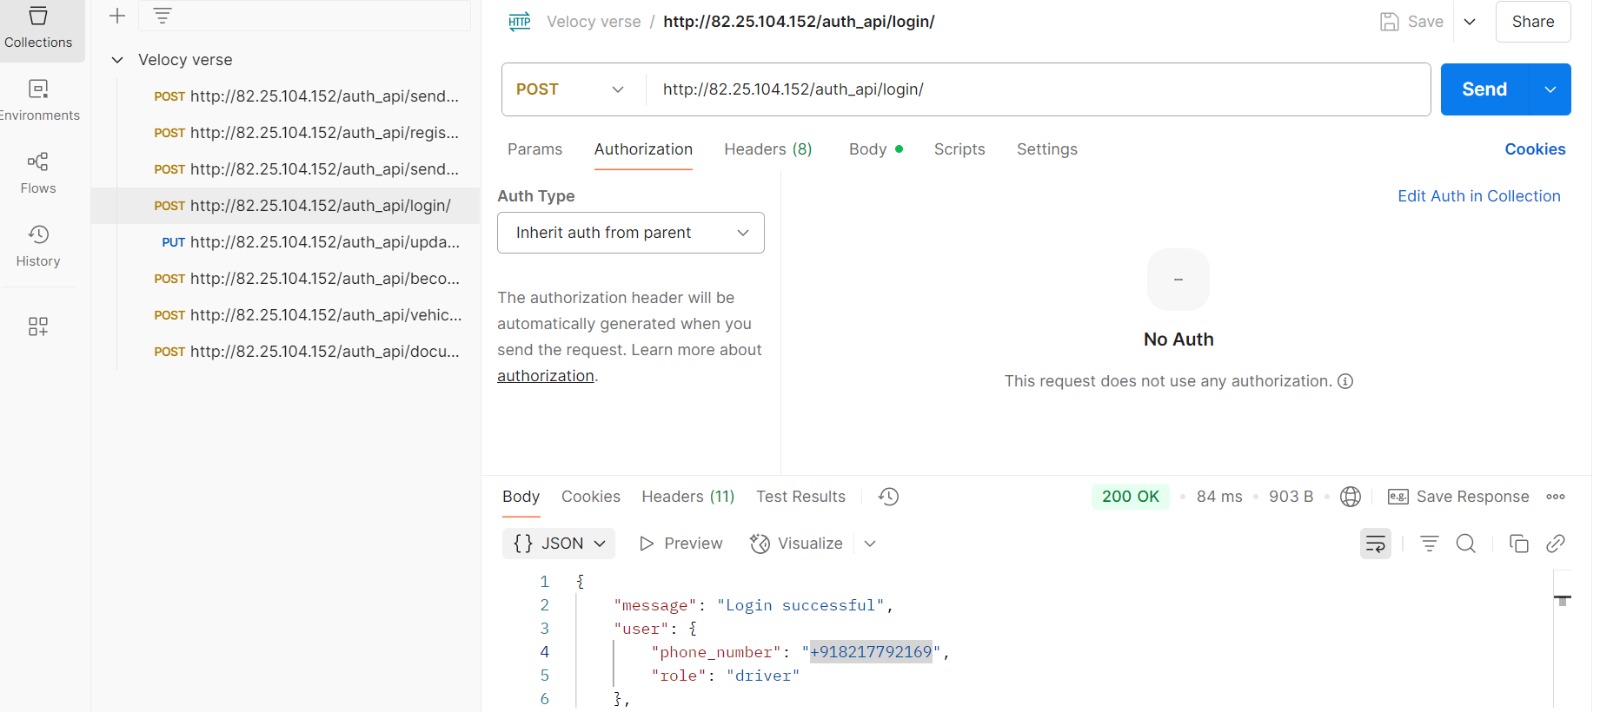 Collections
Environments
Flows
History
Velocy verse
POST http://82.25.104.152/auth_api/send...
POST http://82.25.104.152/auth_api/regis...
POST http://82.25.104.152/auth_api/send...
POST http://82.25.104.152/auth_api/login/
PUT http://82.25.104.152/auth_api/upda...
POST http://82.25.104.152/auth_api/beco...
POST http://82.25.104.152/auth_api/vehic...
POST http://82.25.104.152/auth_api/docu...
HTTP Velocy verse / http://82.25.104.152/auth_api/login/
Save Share
POST http://82.25.104.152/auth_api/login/ Send
Params Authorization Headers (8) Body Scripts Settings Cookies
Auth Type
Inherit auth from parent
The authorization header will be
automatically generated when you
send the request. Learn more about
authorization.
Edit Auth in Collection
No Auth
This request does not use any authorization.
Body Cookies Headers (11) Test Results 200 OK • 84 ms • 903 B • e.g. Save Response
{} JSON Preview Visualize
1 {
2 "message": "Login successful",
3 "user": {
4 "phone_number": "+918217792169",
5 "role": "driver"
6 },